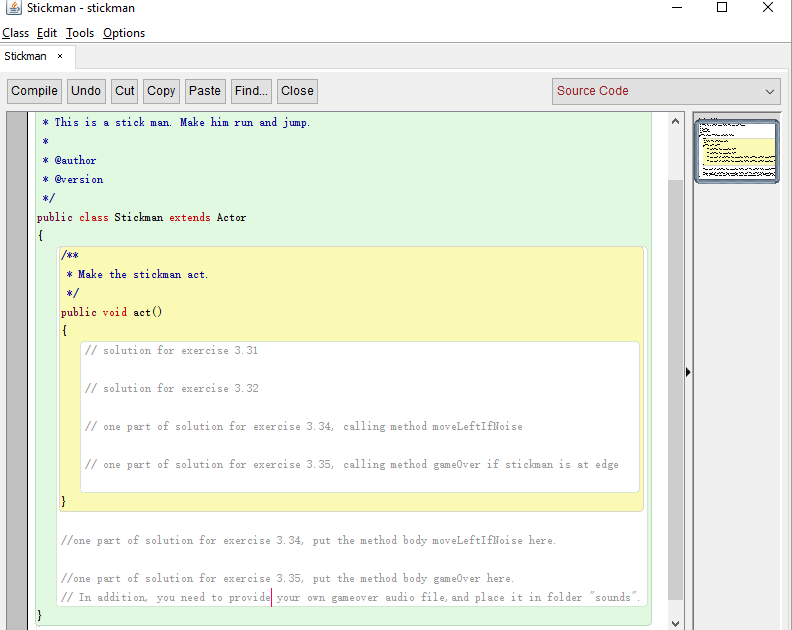 Stickman - stickman
Class Edit Tools Options
Stickman ×
Compile Undo Cut Copy Paste Find... Close Source Code
* This is a stick man. Make him run and jump.
*
* @author
* @version
*/
public class Stickman extends Actor
{
/**
* Make the stickman act.
*/
public void act()
{
// solution for exercise 3.31
// solution for exercise 3.32
// one part of solution for exercise 3.34, calling method moveLeftIfNoise
// one part of solution for exercise 3.35, calling method gameOver if stickman is at edge
}
//one part of solution for exercise 3.34, put the method body moveLeftIfNoise here.
//one part of solution for exercise 3.35, put the method body gameOver here.
// In addition, you need to provide your own gameover audio file,and place it in folder "sounds".
}